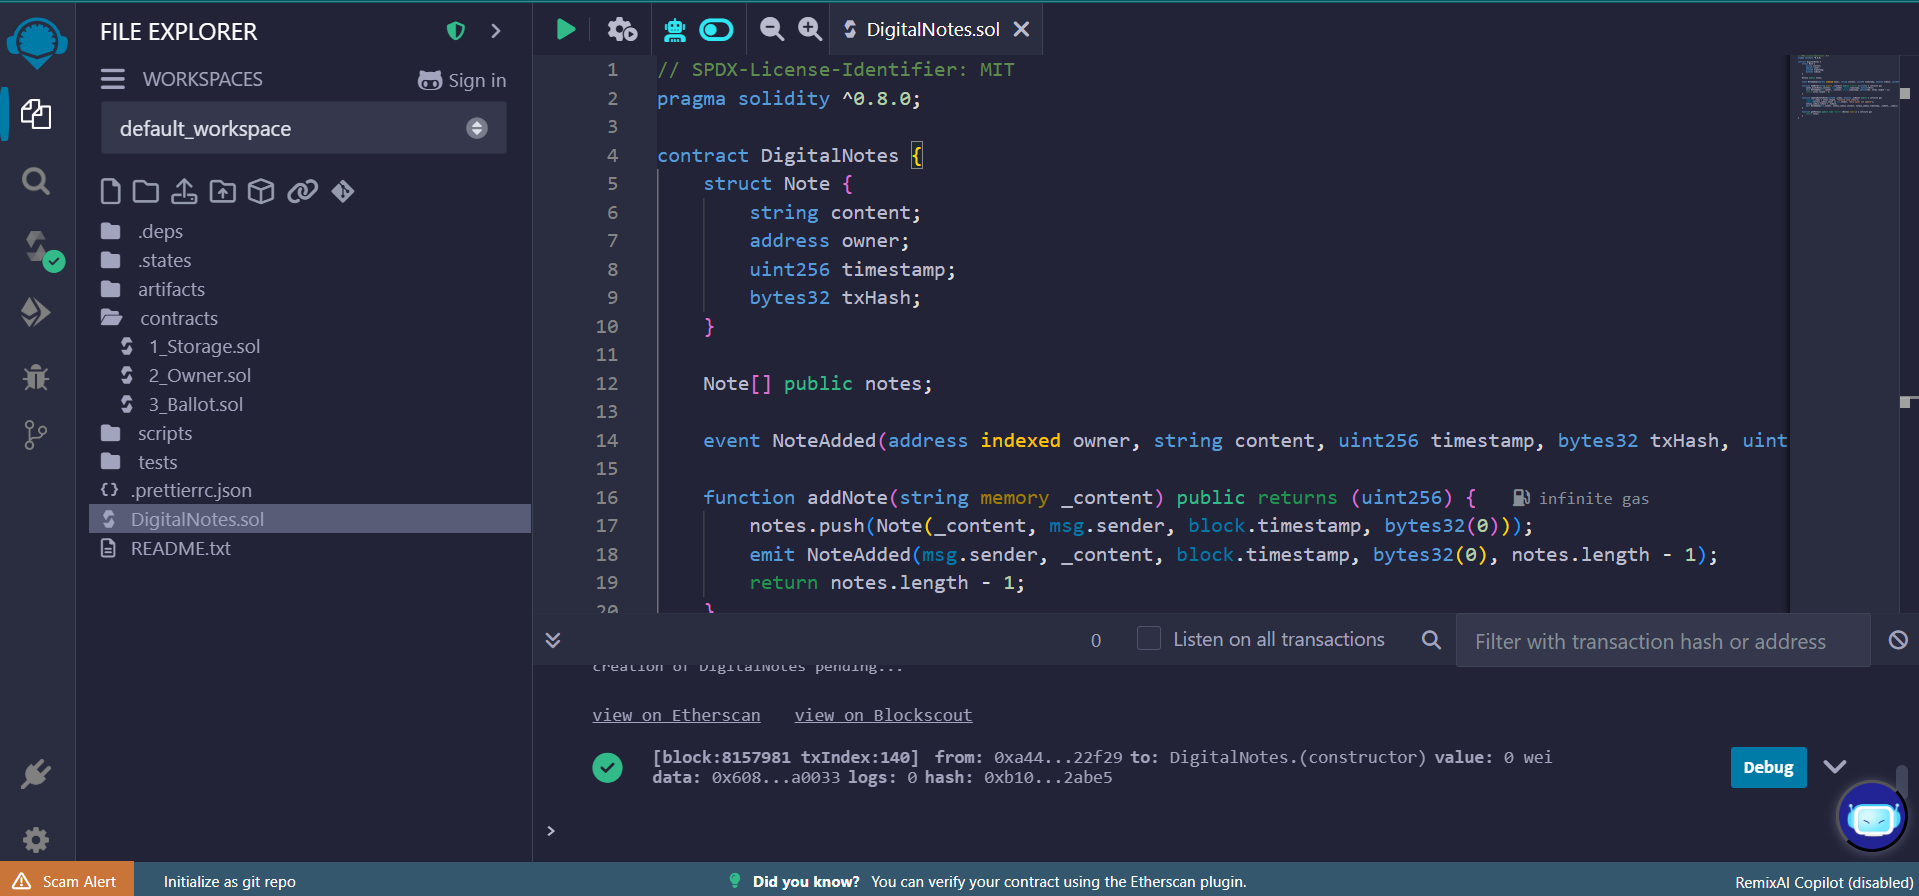 FILE EXPLORER
WORKSPACES
Sign in
default_workspace
.deps
.states
artifacts
contracts
1_Storage.sol
2_Owner.sol
3_Ballot.sol
scripts
tests
.prettierrc.json
DigitalNotes.sol
README.txt
DigitalNotes.sol
1 // SPDX-License-Identifier: MIT
2 pragma solidity ^0.8.0;
3
4 contract DigitalNotes {
5 struct Note {
6 string content;
7 address owner;
8 uint256 timestamp;
9 bytes32 txHash;
10 }
11
12 Note[] public notes;
13
14 event NoteAdded(address indexed owner, string content, uint256 timestamp, bytes32 txHash, uint
15
16 function addNote(string memory _content) public returns (uint256) { infinite gas
17 notes.push(Note(_content, msg.sender, block.timestamp, bytes32(0)));
18 emit NoteAdded(msg.sender, _content, block.timestamp, bytes32(0), notes.length - 1);
19 return notes.length - 1;
20 }
0
Listen on all transactions
Filter with transaction hash or address
creation of DigitalNotes pending...
view on Etherscan view on Blockscout
[block:8157981 txIndex:140] from: 0xa44...22f29 to: DigitalNotes.(constructor) value: 0 wei
data: 0x608...a0033 logs: 0 hash: 0xb10...2abe5
Debug
>
Scam Alert
Initialize as git repo
Did you know? You can verify your contract using the Etherscan plugin.
RemixAI Copilot (disabled)